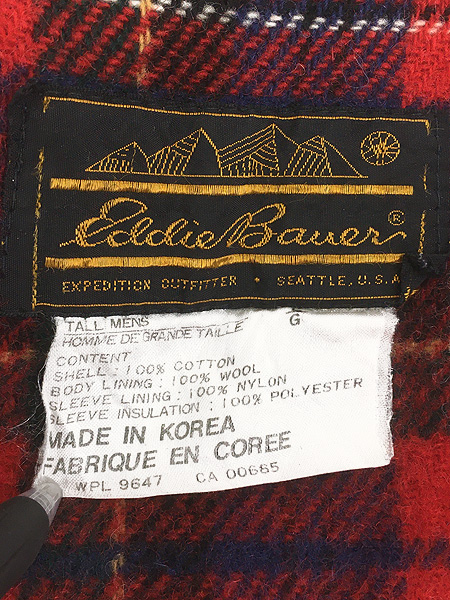 Eddie Bauer®
EXPEDITION OUTFITTER • SEATTLE, U.S.A.
TALL MENS
HOMME DE GRANDE TAILLE
G
CONTENT
SHELL : 100% COTTON
BODY LINING : 100% WOOL
SLEEVE LINING : 100% NYLON
SLEEVE INSULATION : 100% POLYESTER
MADE IN KOREA
FABRIQUE EN COREE
WPL 9647 CA 00685